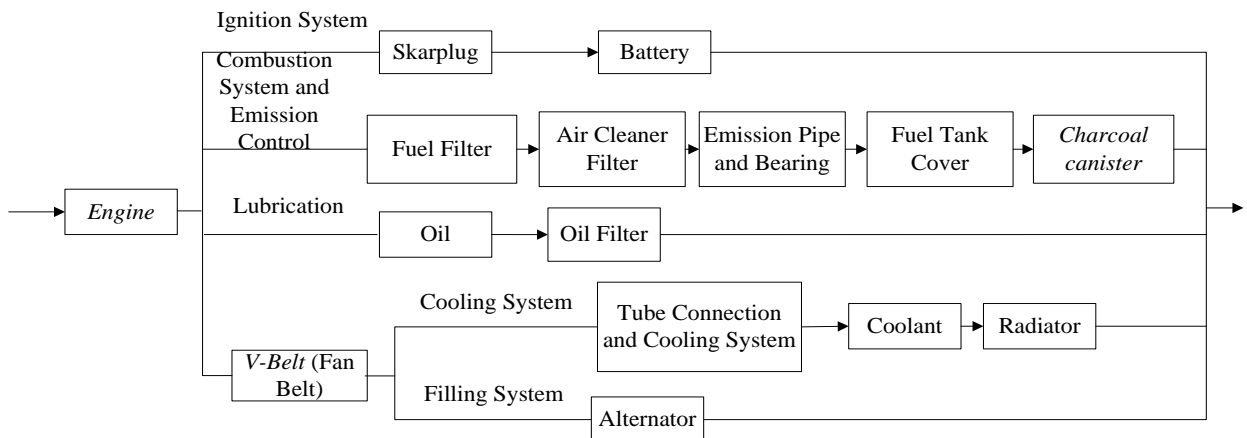 Ignition System
Skarplug
Battery
Combustion
System and
Emission
Control
Fuel Filter
Air Cleaner
Filter
Emission Pipe
and Bearing
Fuel Tank
Cover
Charcoal
canister
Engine
Lubrication
Oil
Oil Filter
Cooling System
Tube Connection
and Cooling System
Coolant
Radiator
V-Belt (Fan
Belt)
Filling System
Alternator